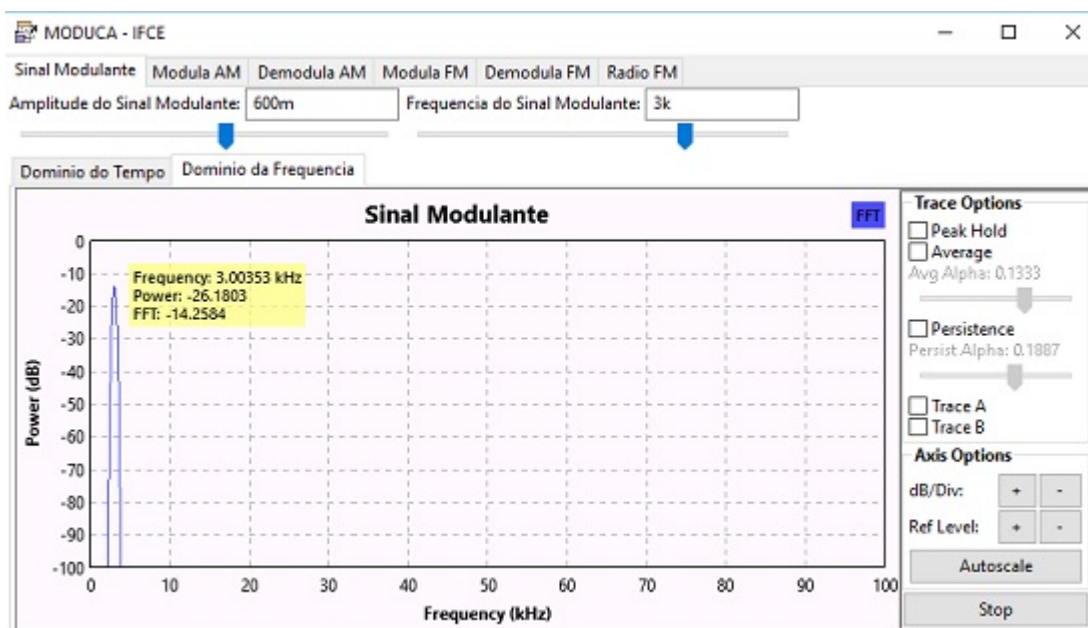 MODUCA - IFCE
Sinal Modulante Modula AM Demodula AM Modula FM Demodula FM Radio FM
Amplitude do Sinal Modulante: 600m Frequencia do Sinal Modulante: 3k
Dominio do Tempo Dominio da Frequencia
Sinal Modulante
FFT
Power (dB)
0
-10
-20
-30
-40
-50
-60
-70
-80
-90
-100
Frequency: 3.00353 kHz
Power: -26.1803
FFT: -14.2584
0 10 20 30 40 50 60 70 80 90 100
Frequency (kHz)
Trace Options
Peak Hold
Average
Avg Alpha: 0.1333
Persistence
Persist Alpha: 0.1887
Trace A
Trace B
Axis Options
dB/Div: + -
Ref Level: + -
Autoscale
Stop